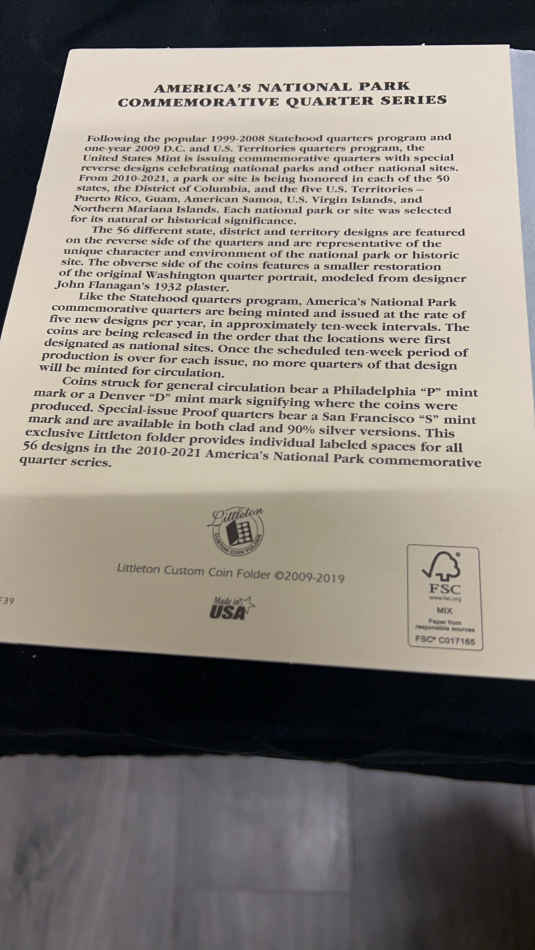 AMERICA'S NATIONAL PARK
COMMEMORATIVE QUARTER SERIES
Following the popular 1999-2008 Statehood quarters program and
one-year 2009 D.C. and U.S. Territories quarters program, the
United States Mint is issuing commemorative quarters with special
reverse designs celebrating national parks and other national sites.
From 2010-2021, a park or site is being honored in each of the 50
states, the District of Columbia, and the five U.S. Territories –
Puerto Rico, Guam, American Samoa, U.S. Virgin Islands, and
Northern Mariana Islands. Each national park or site was selected
for its natural or historical significance.
The 56 different state, district and territory designs are featured
on the reverse side of the quarters and are representative of the
unique character and environment of the national park or historic
site. The obverse side of the coins features a smaller restoration
of the original Washington quarter portrait, modeled from designer
John Flanagan's 1932 plaster.
Like the Statehood quarters program, America's National Park
commemorative quarters are being minted and issued at the rate of
five new designs per year, in approximately ten-week intervals. The
coins are being released in the order that the locations were first
designated as national sites. Once the scheduled ten-week period of
production is over for each issue, no more quarters of that design
will be minted for circulation.
Coins struck for general circulation bear a Philadelphia “P” mint
mark or a Denver “D” mint mark signifying where the coins were
produced. Special-issue Proof quarters bear a San Francisco “S” mint
mark and are available in both clad and 90% silver versions. This
exclusive Littleton folder provides individual labeled spaces for all
56 designs in the 2010-2021 America's National Park commemorative
quarter series.
Littleton
CUSTOM COIN FOLDER
Littleton Custom Coin Folder ©2009-2019
Made in
USA
F39
FSC
www.fsc.org
MIX
Paper from
responsible sources
FSC® C017165